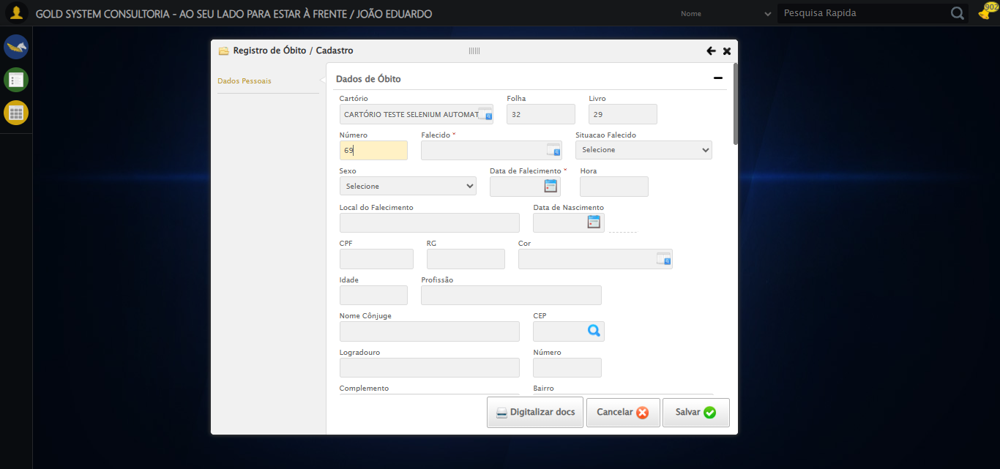 GOLD SYSTEM CONSULTORIA - AO SEU LADO PARA ESTAR À FRENTE / JOÃO EDUARDO
Nome
Pesquisa Rapida
902
Registro de Óbito / Cadastro
Dados Pessoais
Dados de Óbito
Cartório Folha Livro
CARTÓRIO TESTE SELENIUM AUTOMAT 32 29
Número Falecido * Situacao Falecido
69 Selecione
Sexo Data de Falecimento * Hora
Selecione
Local do Falecimento Data de Nascimento
CPF RG Cor
Idade Profissão
Nome Cônjuge CEP
Logradouro Número
Complemento Bairro
Digitalizar docs Cancelar Salvar